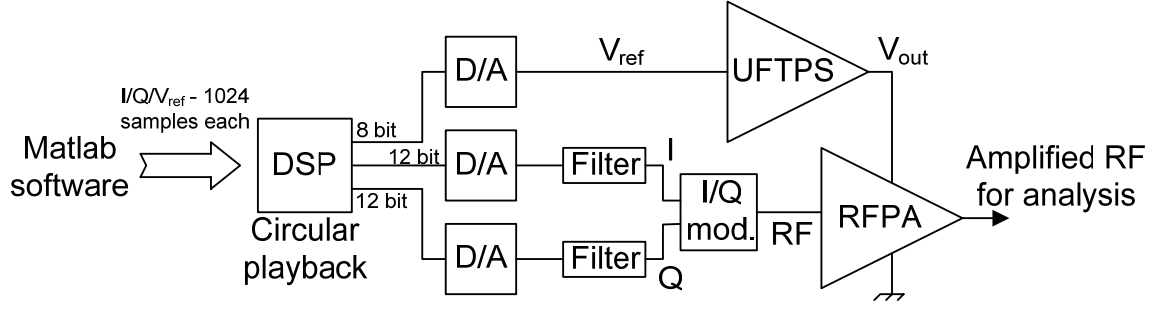 Matlab
software
I/Q/Vref - 1024
samples each
DSP
Circular
playback
8 bit
12 bit
12 bit
D/A
D/A
D/A
Vref
Filter
Filter
I
Q
I/Q
mod.
RF
UFTPS
Vout
RFPA
Amplified RF
for analysis